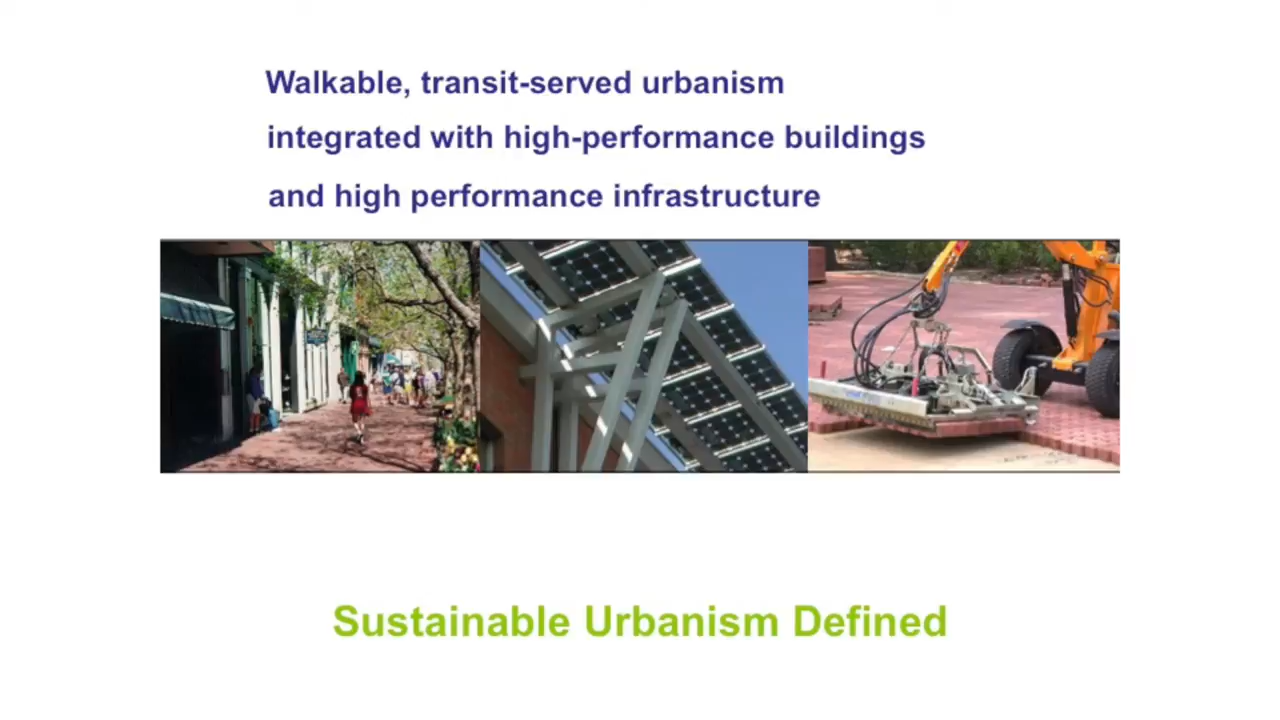 Walkable, transit-served urbanism
integrated with high-performance buildings
and high performance infrastructure
Sustainable Urbanism Defined